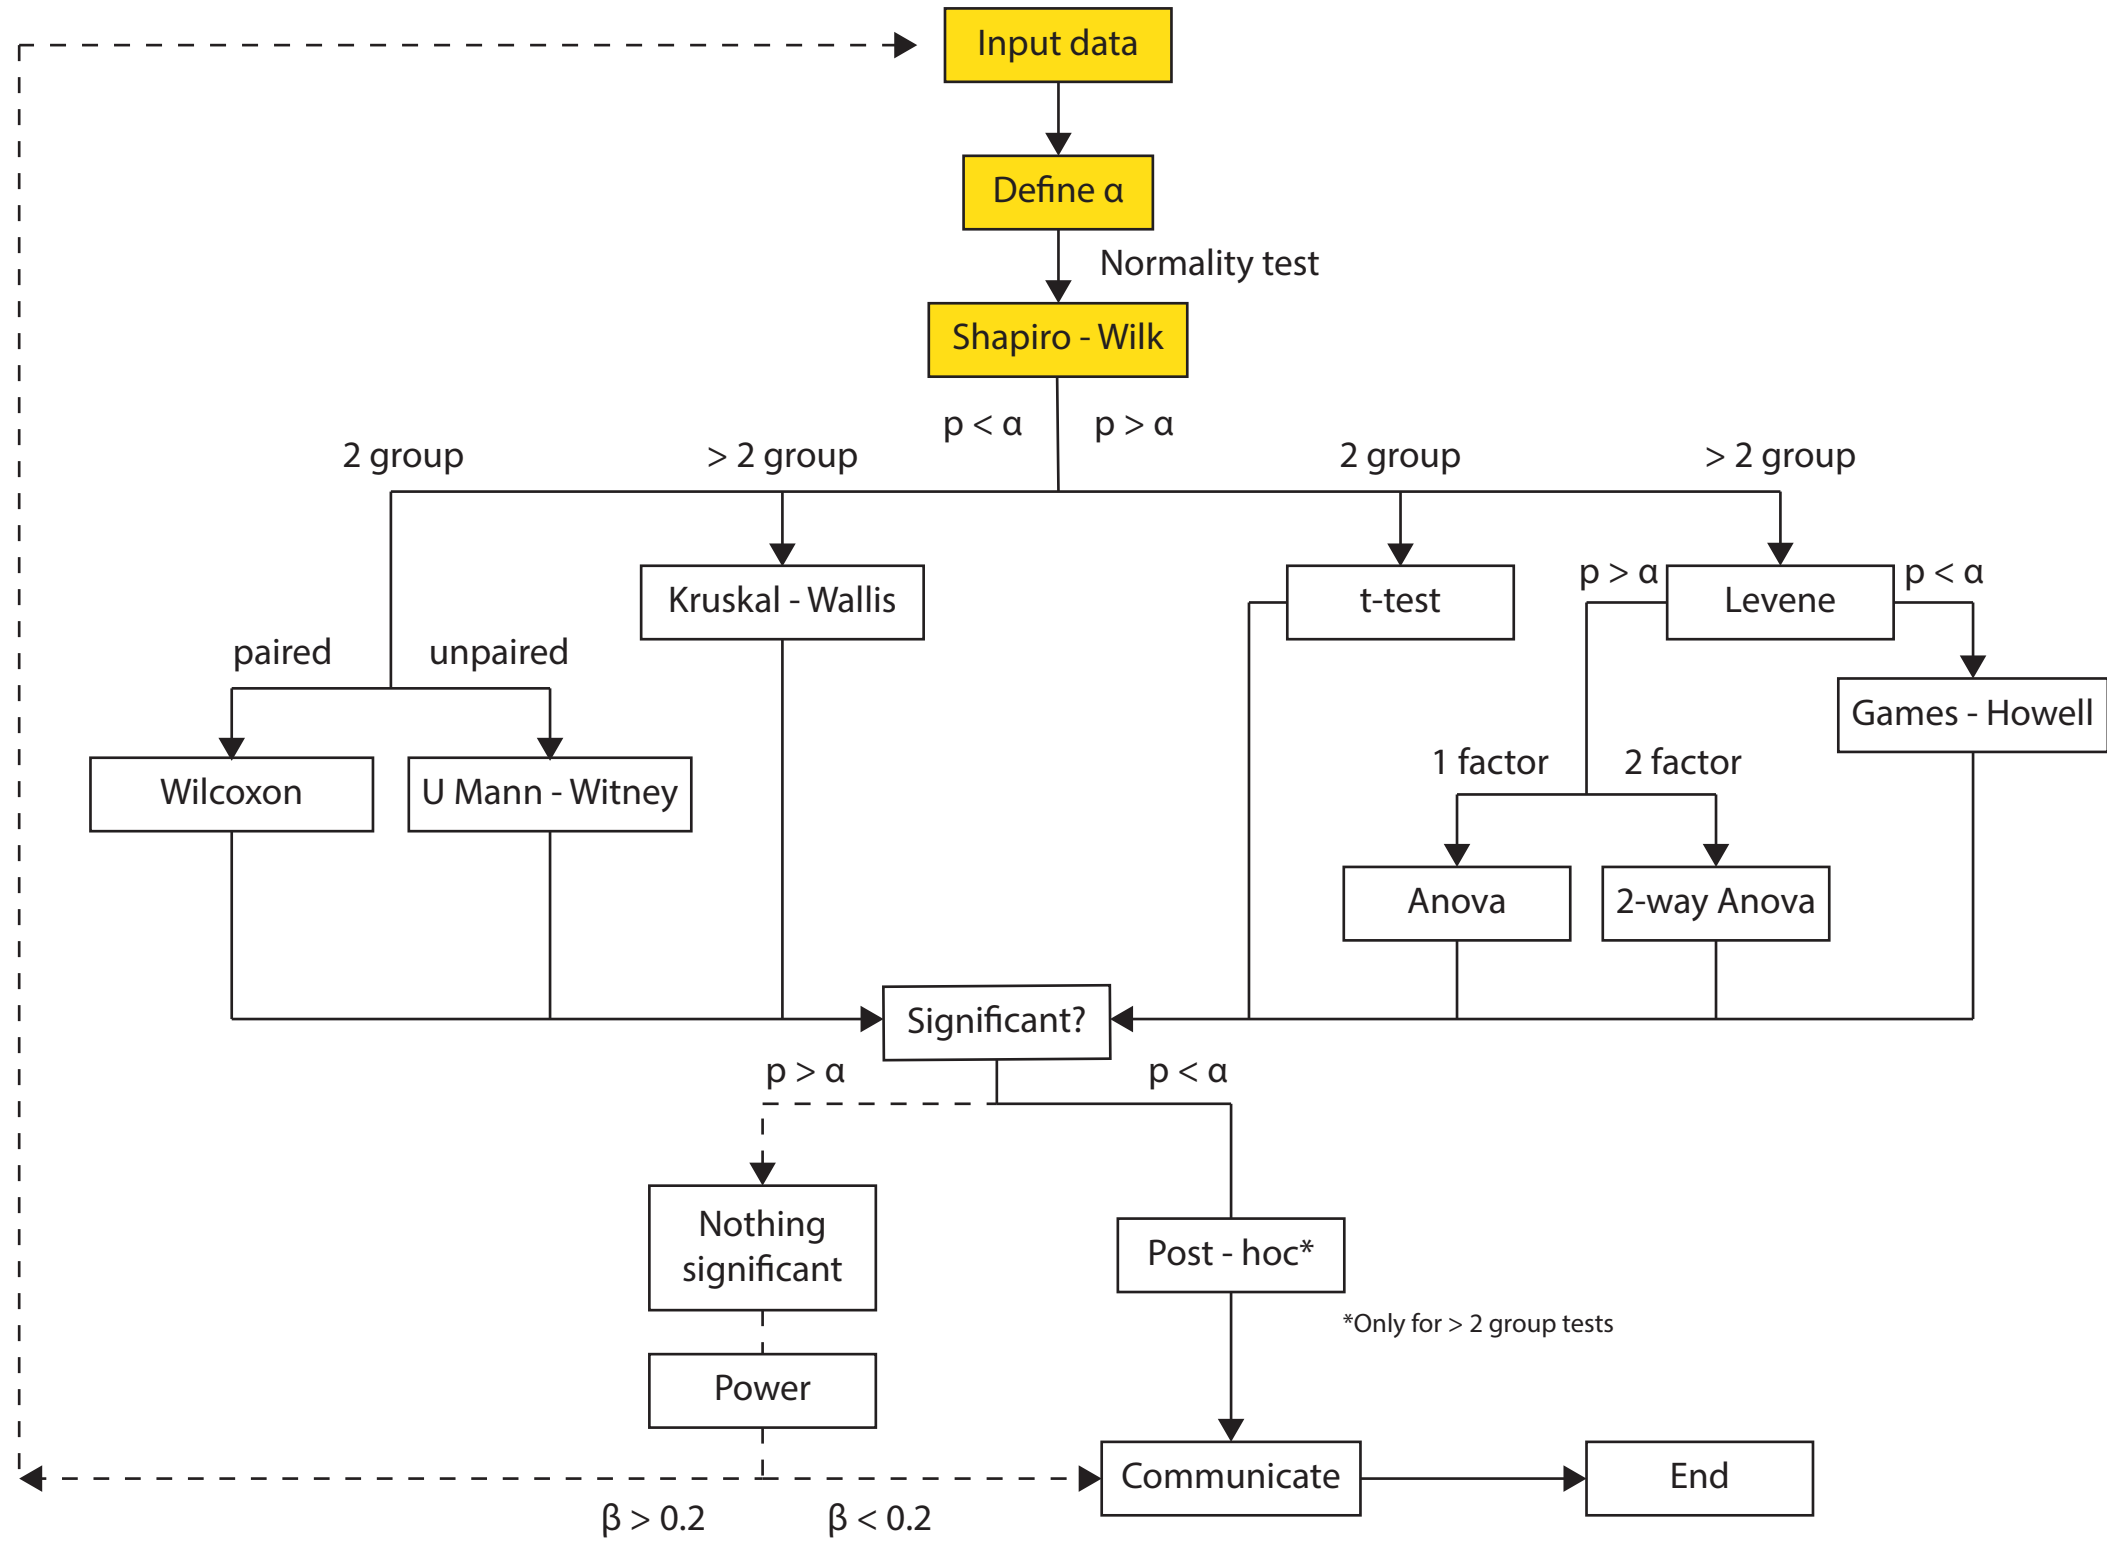 Input data
Define α
Normality test
Shapiro - Wilk
p < α
p > α
2 group
> 2 group
2 group
> 2 group
Kruskal - Wallis
t-test
p > α
Levene
p < α
paired
unpaired
Games - Howell
1 factor
2 factor
Wilcoxon
U Mann - Witney
Anova
2-way Anova
Significant?
p > α
p < α
Nothing
significant
Post - hoc*
*Only for > 2 group tests
Power
Communicate
End
β > 0.2
β < 0.2